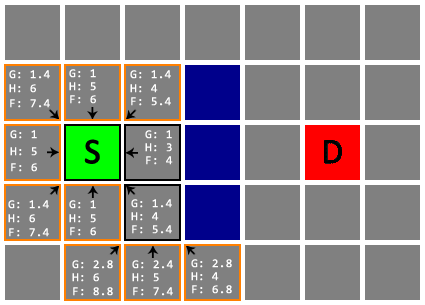 G: 1.4
H: 6
F: 7.4
G: 1
H: 5
F: 6
G: 1.4
H: 4
F: 5.4
G: 1
H: 5
F: 6
S
G: 1
H: 3
F: 4
D
G: 1.4
H: 6
F: 7.4
G: 1
H: 5
F: 6
G: 1.4
H: 4
F: 5.4
G: 2.8
H: 6
F: 8.8
G: 2.4
H: 5
F: 7.4
G: 2.8
H: 4
F: 6.8